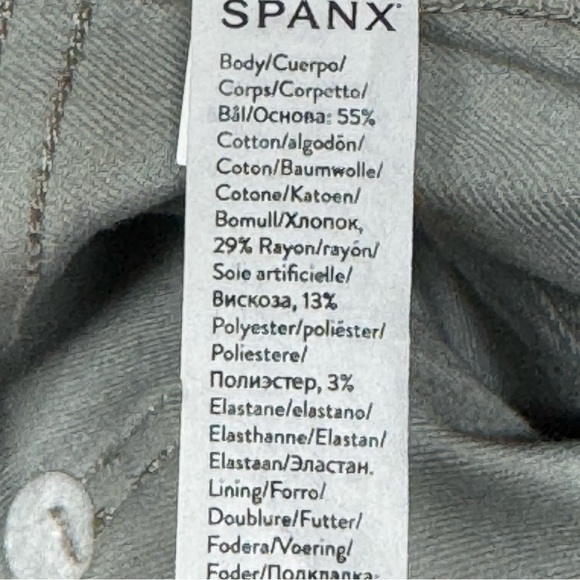 SPANX
Body/Cuerpo/
Corps/Corpetto/
Bål/Основа: 55%
Cotton/algodón/
Coton/Baumwolle/
Cotone/Katoen/
Bomull/Хлопок,
29% Rayon/rayón/
Soie artificielle/
Вискоза, 13%
Polyester/poliéster/
Poliestere/
Полиэстер, 3%
Elastane/elastano/
Elasthanne/Elastan/
Elastaan/Эластан.
Lining/Forro/
Doublure/Futter/
Fodera/Voering/
Foder/Подкладка: